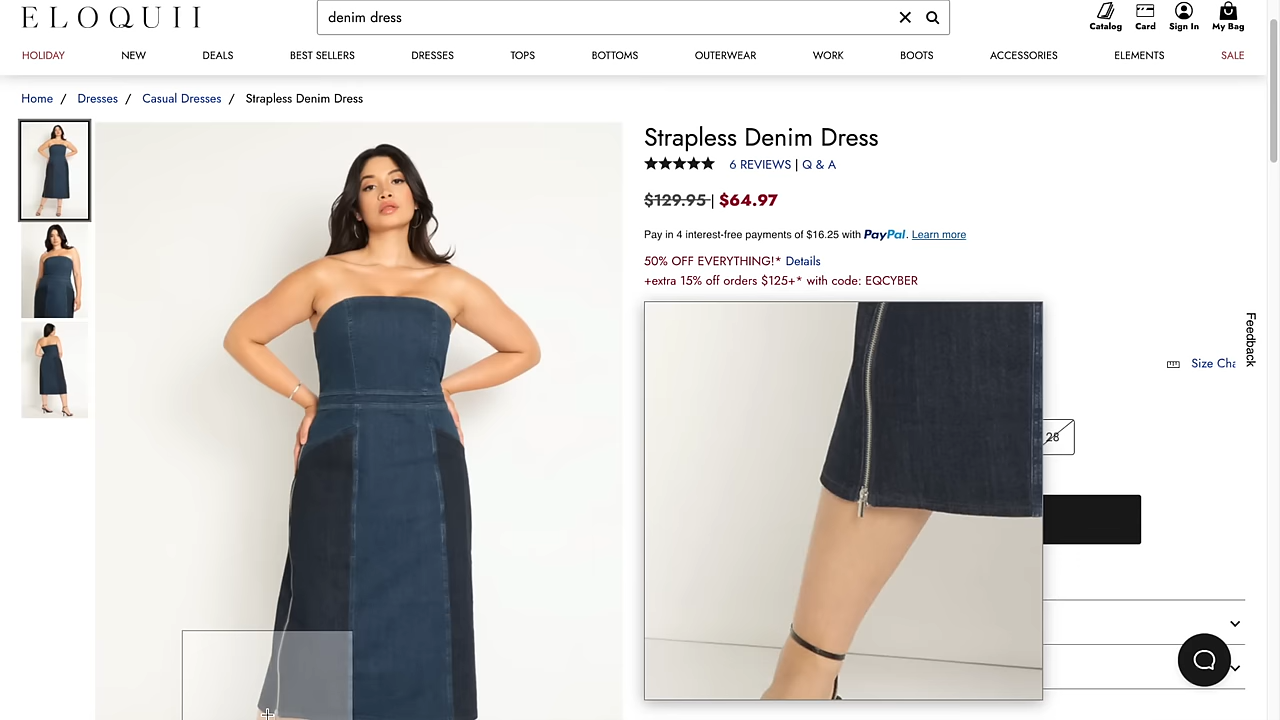 ELOQUII
denim dress
Catalog Card Sign In My Bag
HOLIDAY NEW DEALS BEST SELLERS DRESSES TOPS BOTTOMS OUTERWEAR WORK BOOTS ACCESSORIES ELEMENTS SALE
Home / Dresses / Casual Dresses / Strapless Denim Dress
Strapless Denim Dress
6 REVIEWS | Q & A
$129.95 | $64.97
Pay in 4 interest-free payments of $16.25 with PayPal. Learn more
50% OFF EVERYTHING!* Details
+extra 15% off orders $125+* with code: EQCYBER
Feedback
Size Cha
28